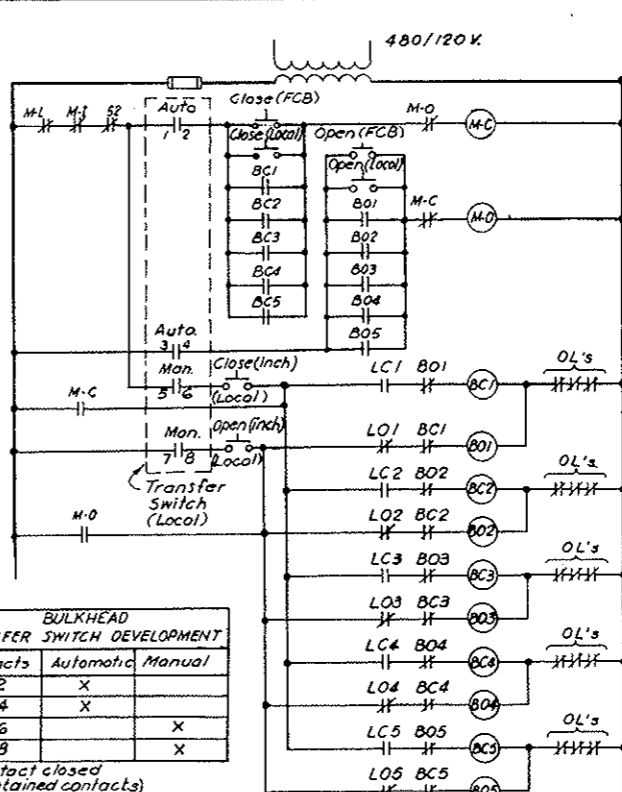 480/120 V.
Close(FCB)
M-L M-I S2 Auto M-O M-C
1 2 Close(Local) Open(FCB)
BC1 Open(Local)
BC2 BO1 M-C M-O
BC3 BO2
BC4 BO3
BC5 BO4
Auto. BO5
3 4
Man. Close(inch) LC1 BO1 BC1 OL's
5 6 (Local)
M-C
Man. Open(inch) LO1 BC1 BO1
7 8 (Local)
Transfer LC2 BO2 BC2 OL's
Switch
(Local)
M-O LO2 BC2 BO2
LC3 BO3 BC3 OL's
LO3 BC3 BO3
BULKHEAD
FER SWITCH DEVELOPMENT
acts Automatic Manual
2 X
4 X
6 X
8 X
tact closed
tained contacts)
LC4 BO4 BC4 OL's
LO4 BC4 BO4
LC5 BO5 BC5 OL's
LO5 BC5 BO5